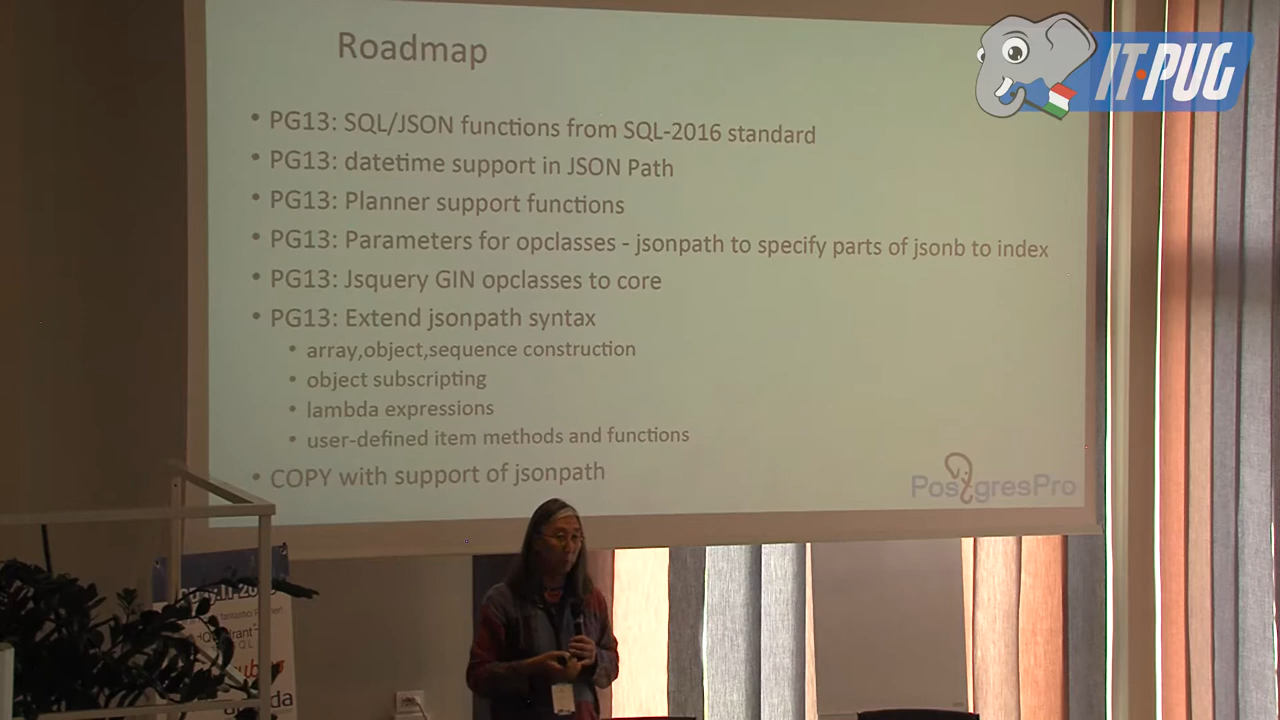 Roadmap
IT-PUG
• PG13: SQL/JSON functions from SQL-2016 standard
• PG13: datetime support in JSON Path
• PG13: Planner support functions
• PG13: Parameters for opclasses - jsonpath to specify parts of jsonb to index
• PG13: Jsquery GIN opclasses to core
• PG13: Extend jsonpath syntax
• array,object,sequence construction
• object subscripting
• lambda expressions
• user-defined item methods and functions
• COPY with support of jsonpath
PostgresPro